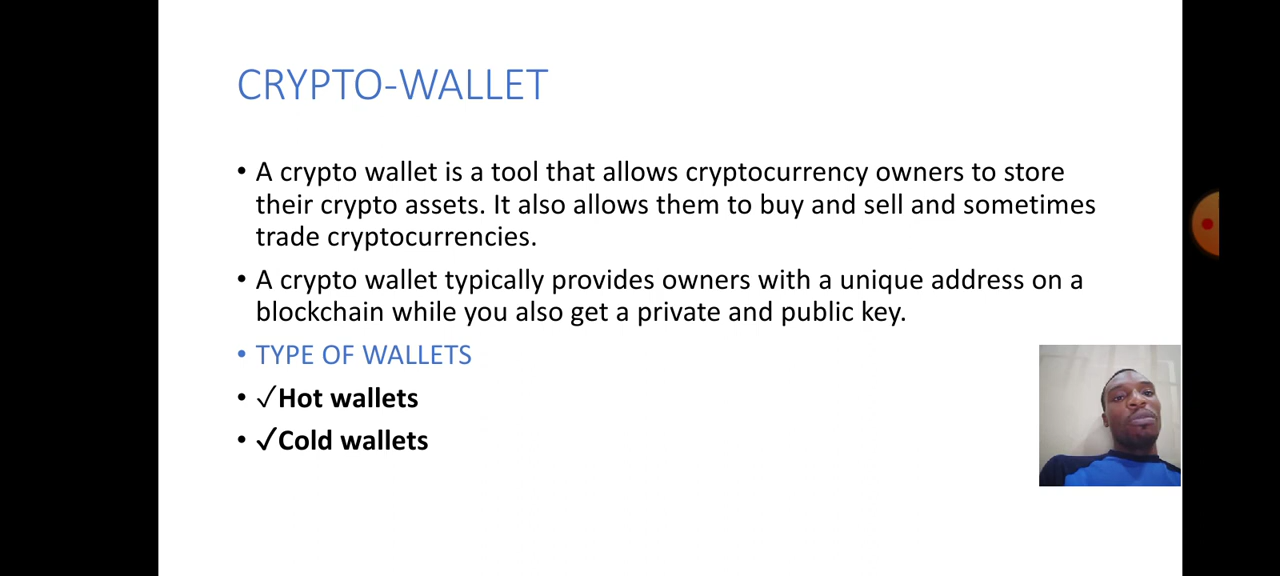 CRYPTO-WALLET
• A crypto wallet is a tool that allows cryptocurrency owners to store
their crypto assets. It also allows them to buy and sell and sometimes
trade cryptocurrencies.
• A crypto wallet typically provides owners with a unique address on a
blockchain while you also get a private and public key.
• TYPE OF WALLETS
• ✓Hot wallets
• ✓Cold wallets